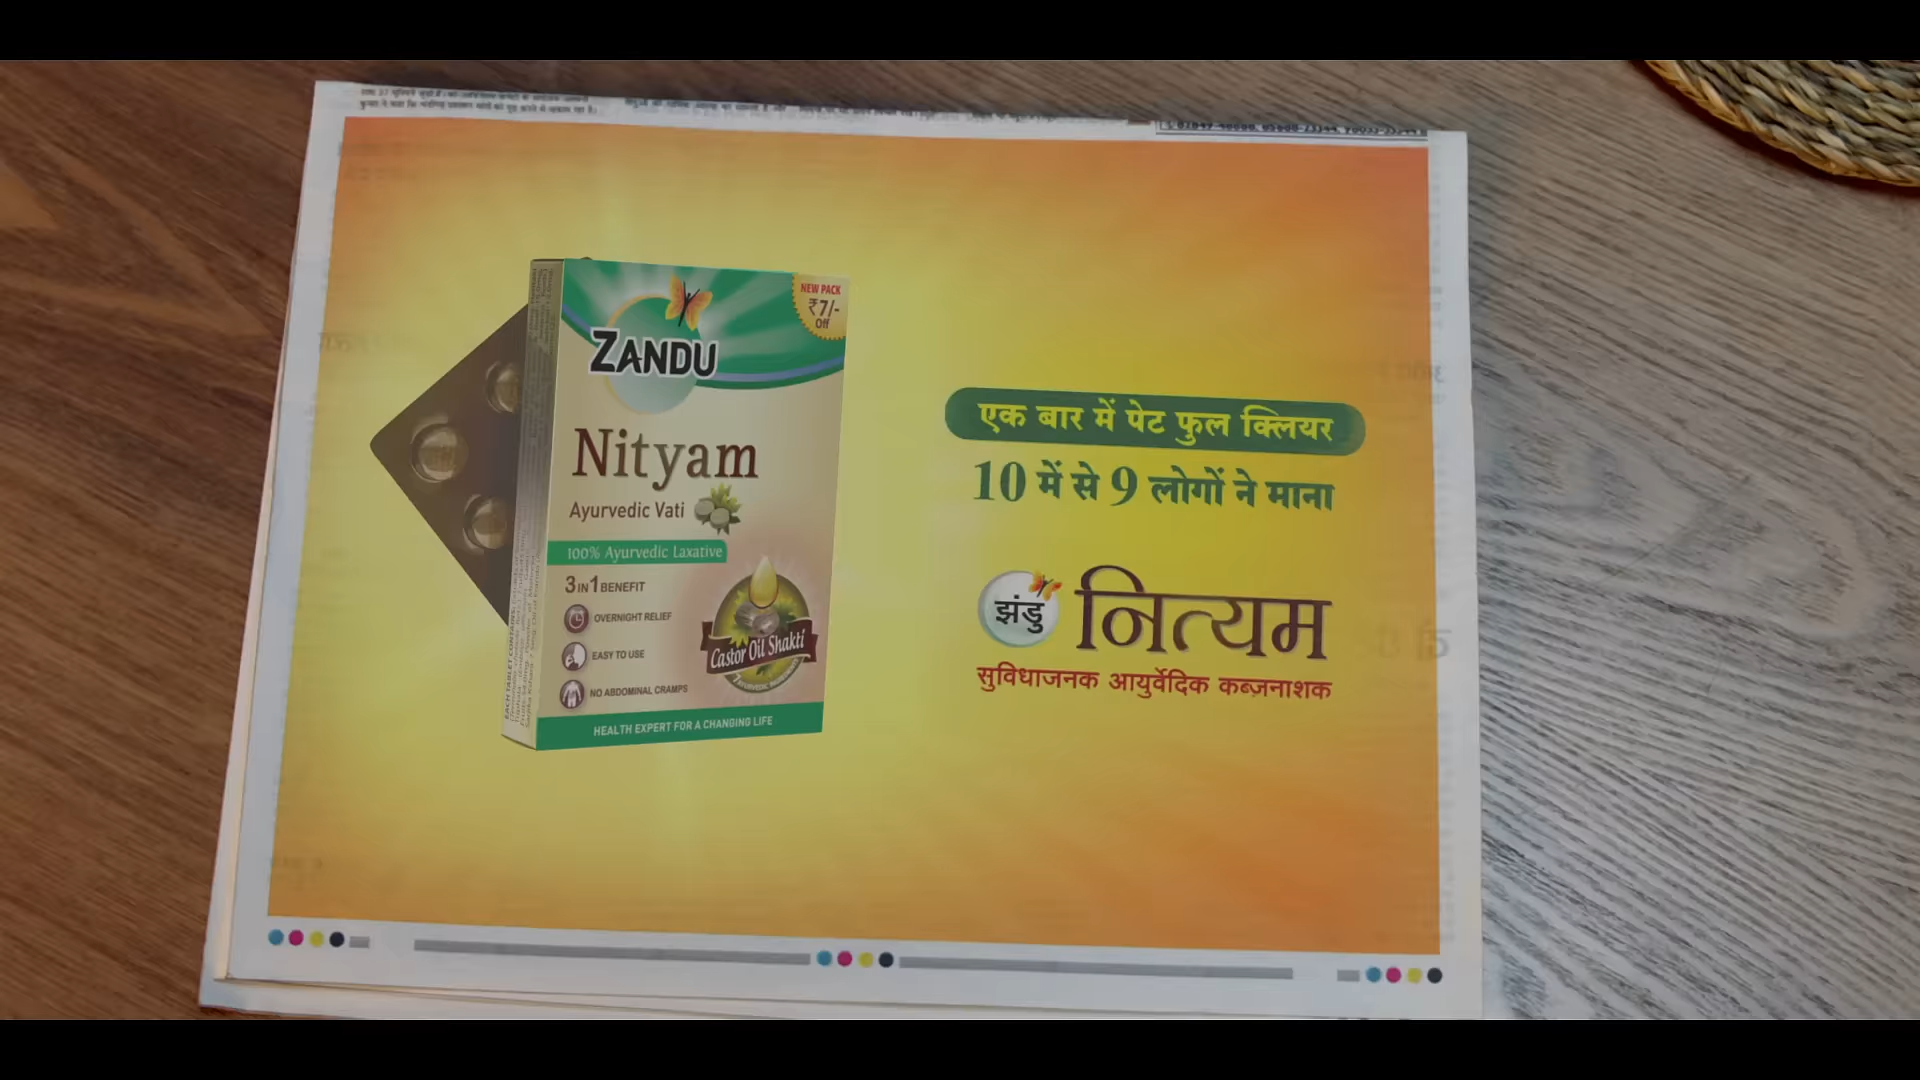 ZANDU
NEW PACK
₹7/-
Off
Nityam
Ayurvedic Vati
100% Ayurvedic Laxative
3 IN 1 BENEFIT
OVERNIGHT RELIEF
EASY TO USE
NO ABDOMINAL CRAMPS
Castor Oil Shakti
HEALTH EXPERT FOR A CHANGING LIFE
एक बार में पेट फुल क्लियर
10 में से 9 लोगों ने माना
झंडु
नित्यम
सुविधाजनक आयुर्वेदिक कब्ज़नाशक